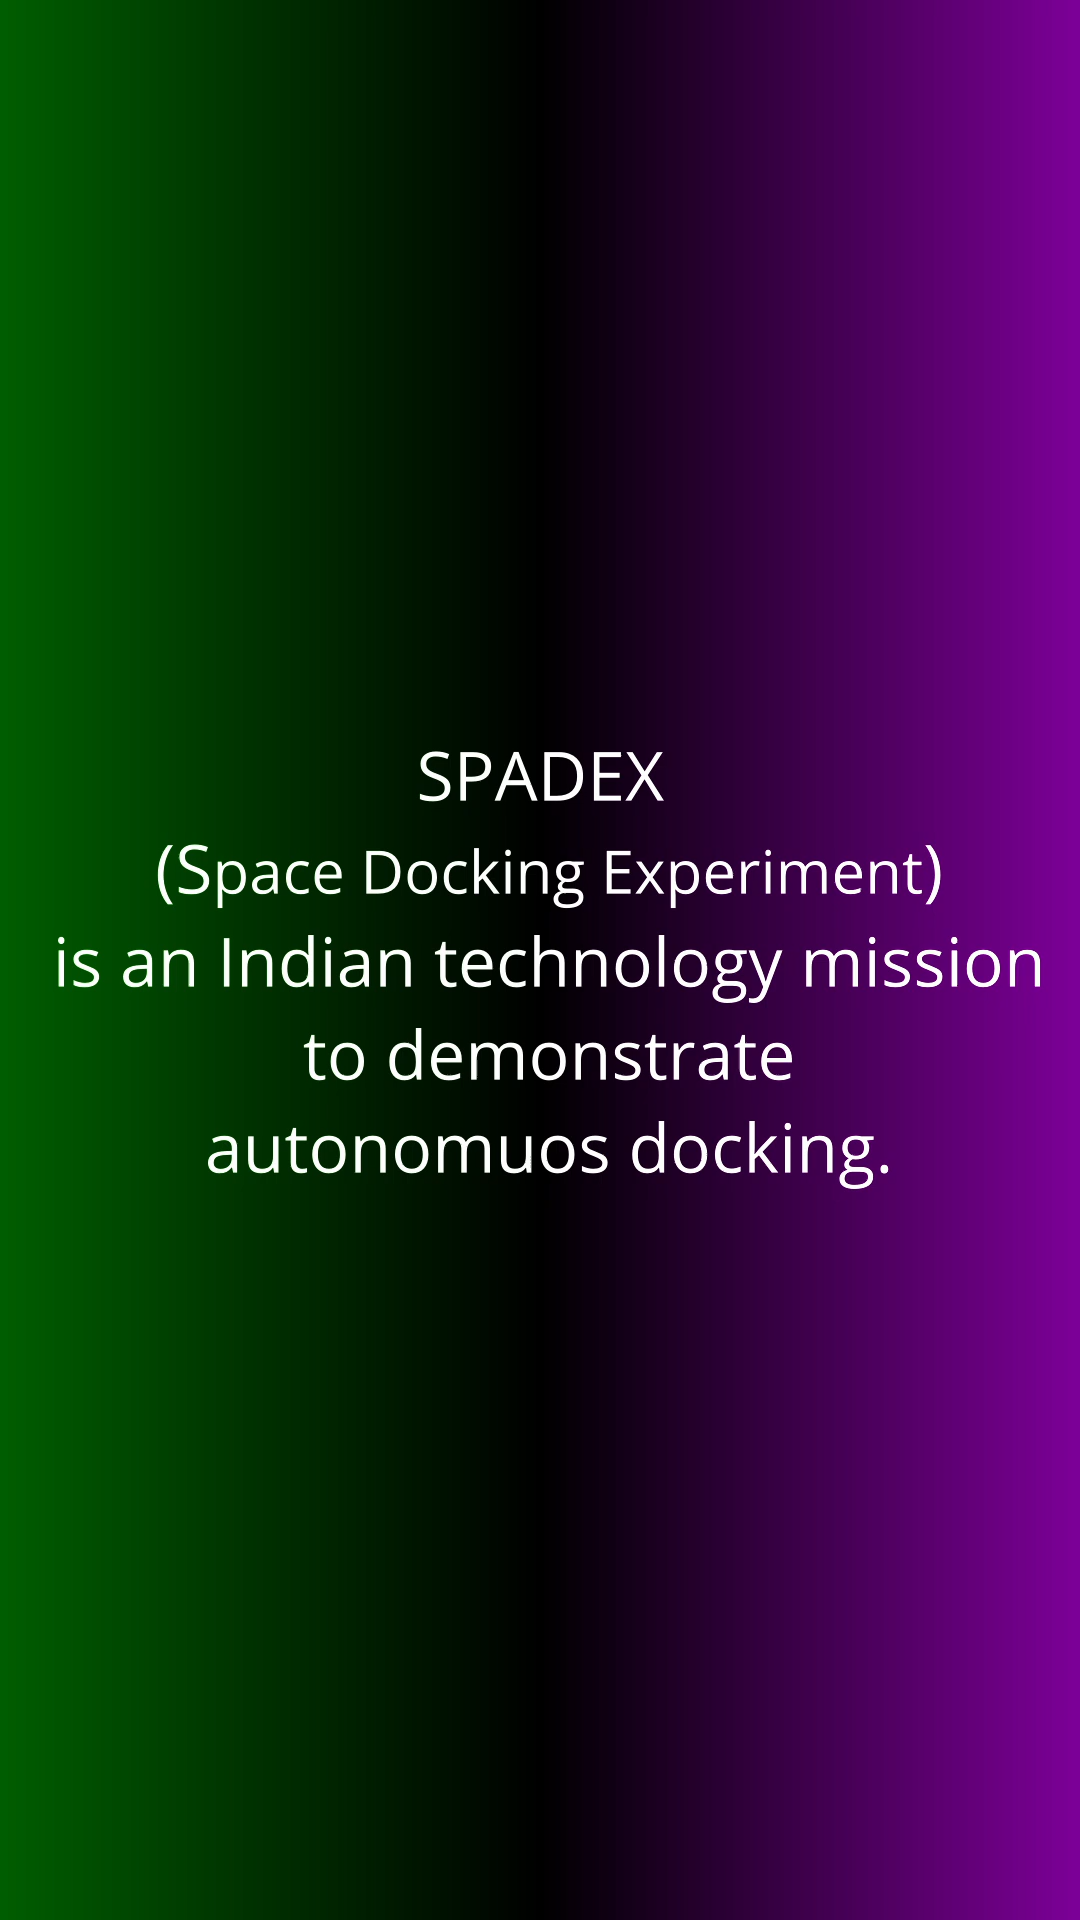 SPADEX
(Space Docking Experiment)
is an Indian technology mission
to demonstrate
autonomuos docking.